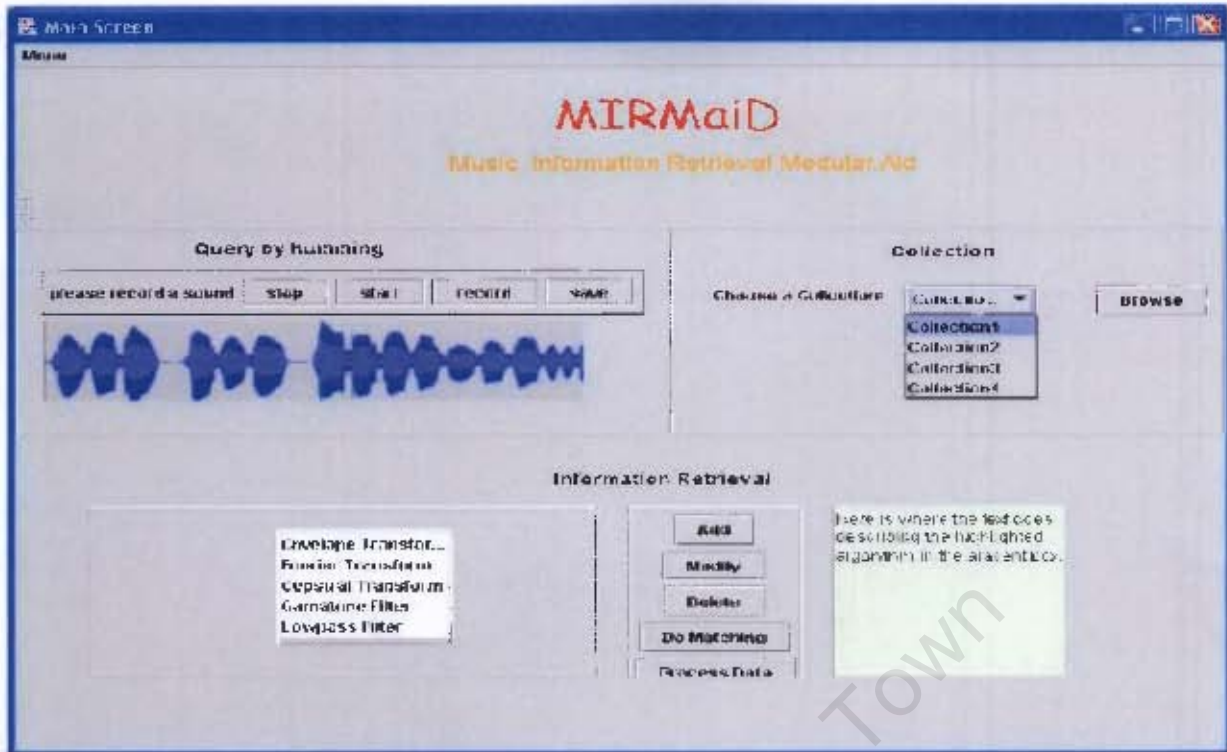 Main Screen
Menu
MIRMaiD
Music Information Retrieval Modular Aid
Query by humming
please record a sound stop start record save
Collection
Choose a Collection Collectio... Browse
Collection1
Collection2
Collection3
Collection4
Information Retrieval
Envelope Transfor...
Fourier Transform
Cepstral Transform
Gamatone Filter
Lowpass Filter
Add
Modify
Delete
Do Matching
Process Data
Here is where the text goes
describing the highlighted
algorithm in the
Town